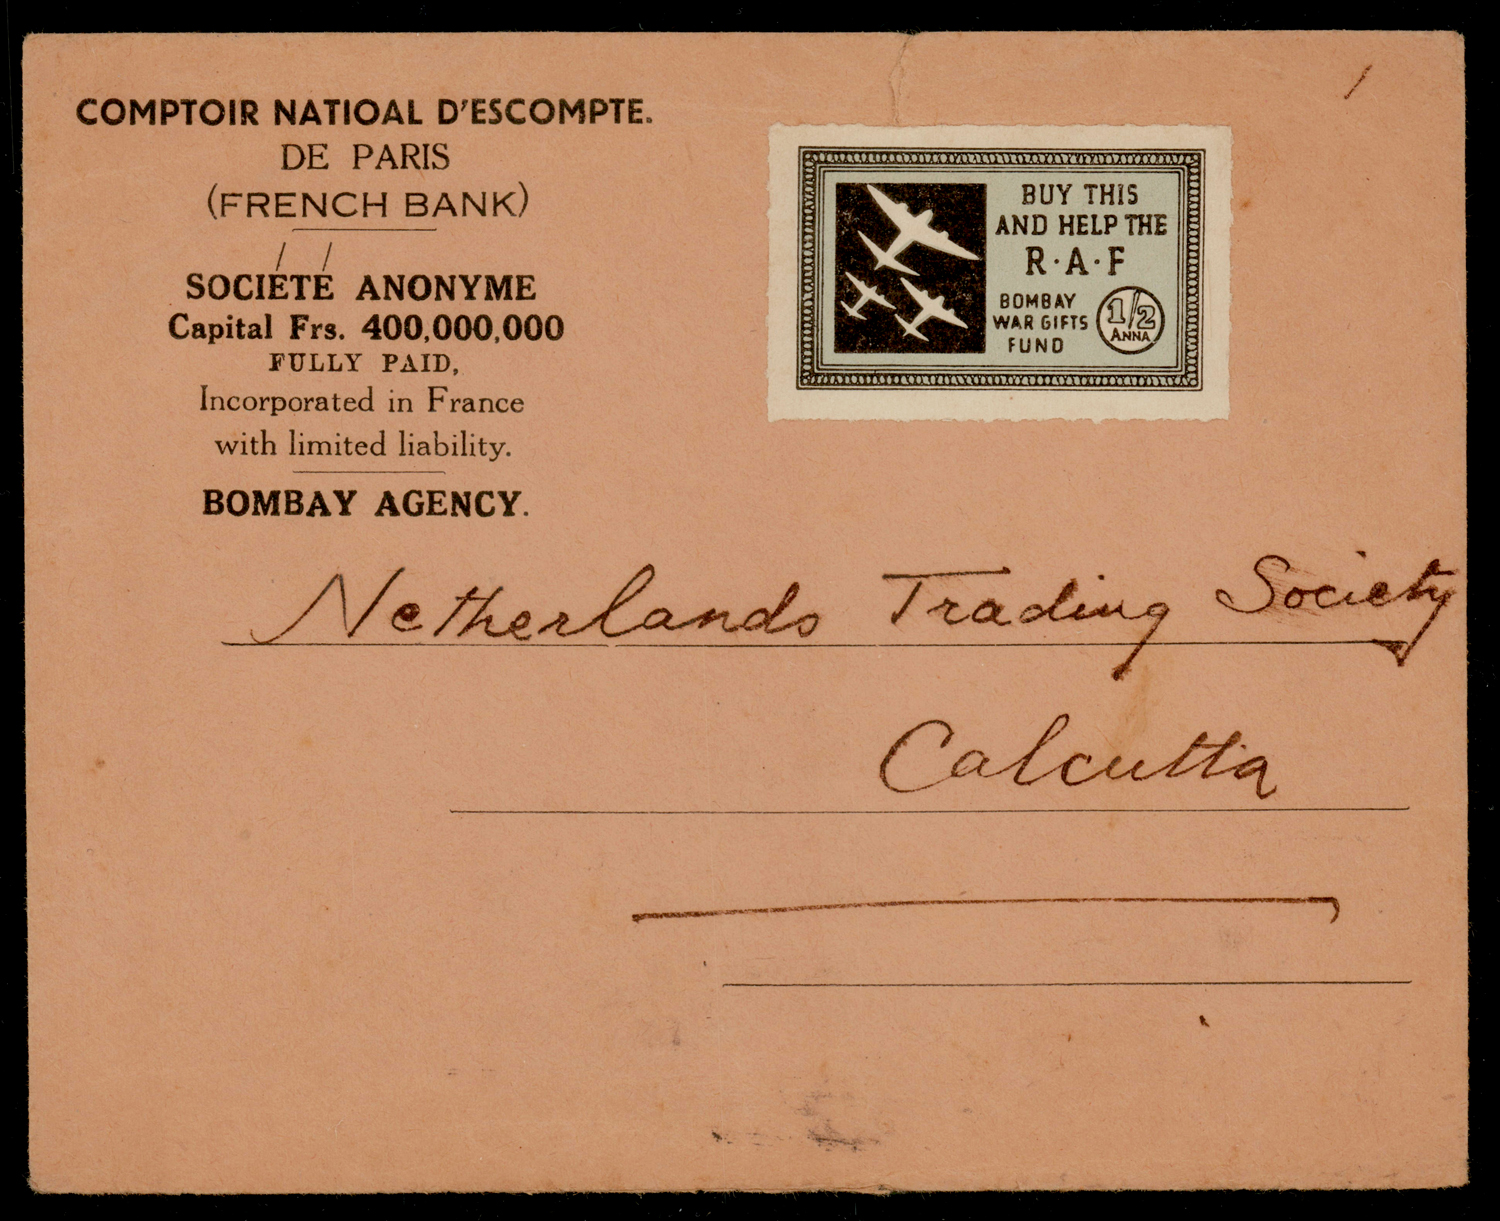 COMPTOIR NATIOAL D'ESCOMPTE.
DE PARIS
(FRENCH BANK)
SOCIÉTÉ ANONYME
Capital Frs. 400,000,000
FULLY PAID,
Incorporated in France
with limited liability.
BOMBAY AGENCY.
BUY THIS
AND HELP THE
R·A·F
BOMBAY
WAR GIFTS
FUND
1/2
ANNA
Netherlands Trading Society
Calcutta